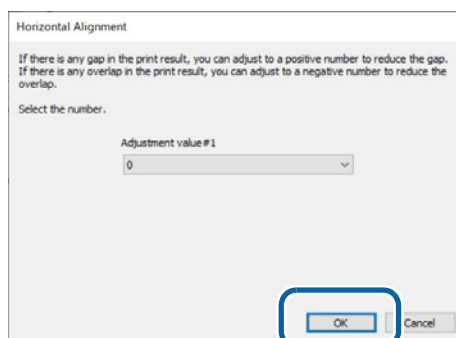 Horizontal Alignment
If there is any gap in the print result, you can adjust to a positive number to reduce the gap.
If there is any overlap in the print result, you can adjust to a negative number to reduce the
overlap.
Select the number.
Adjustment value#1
0
OK Cancel